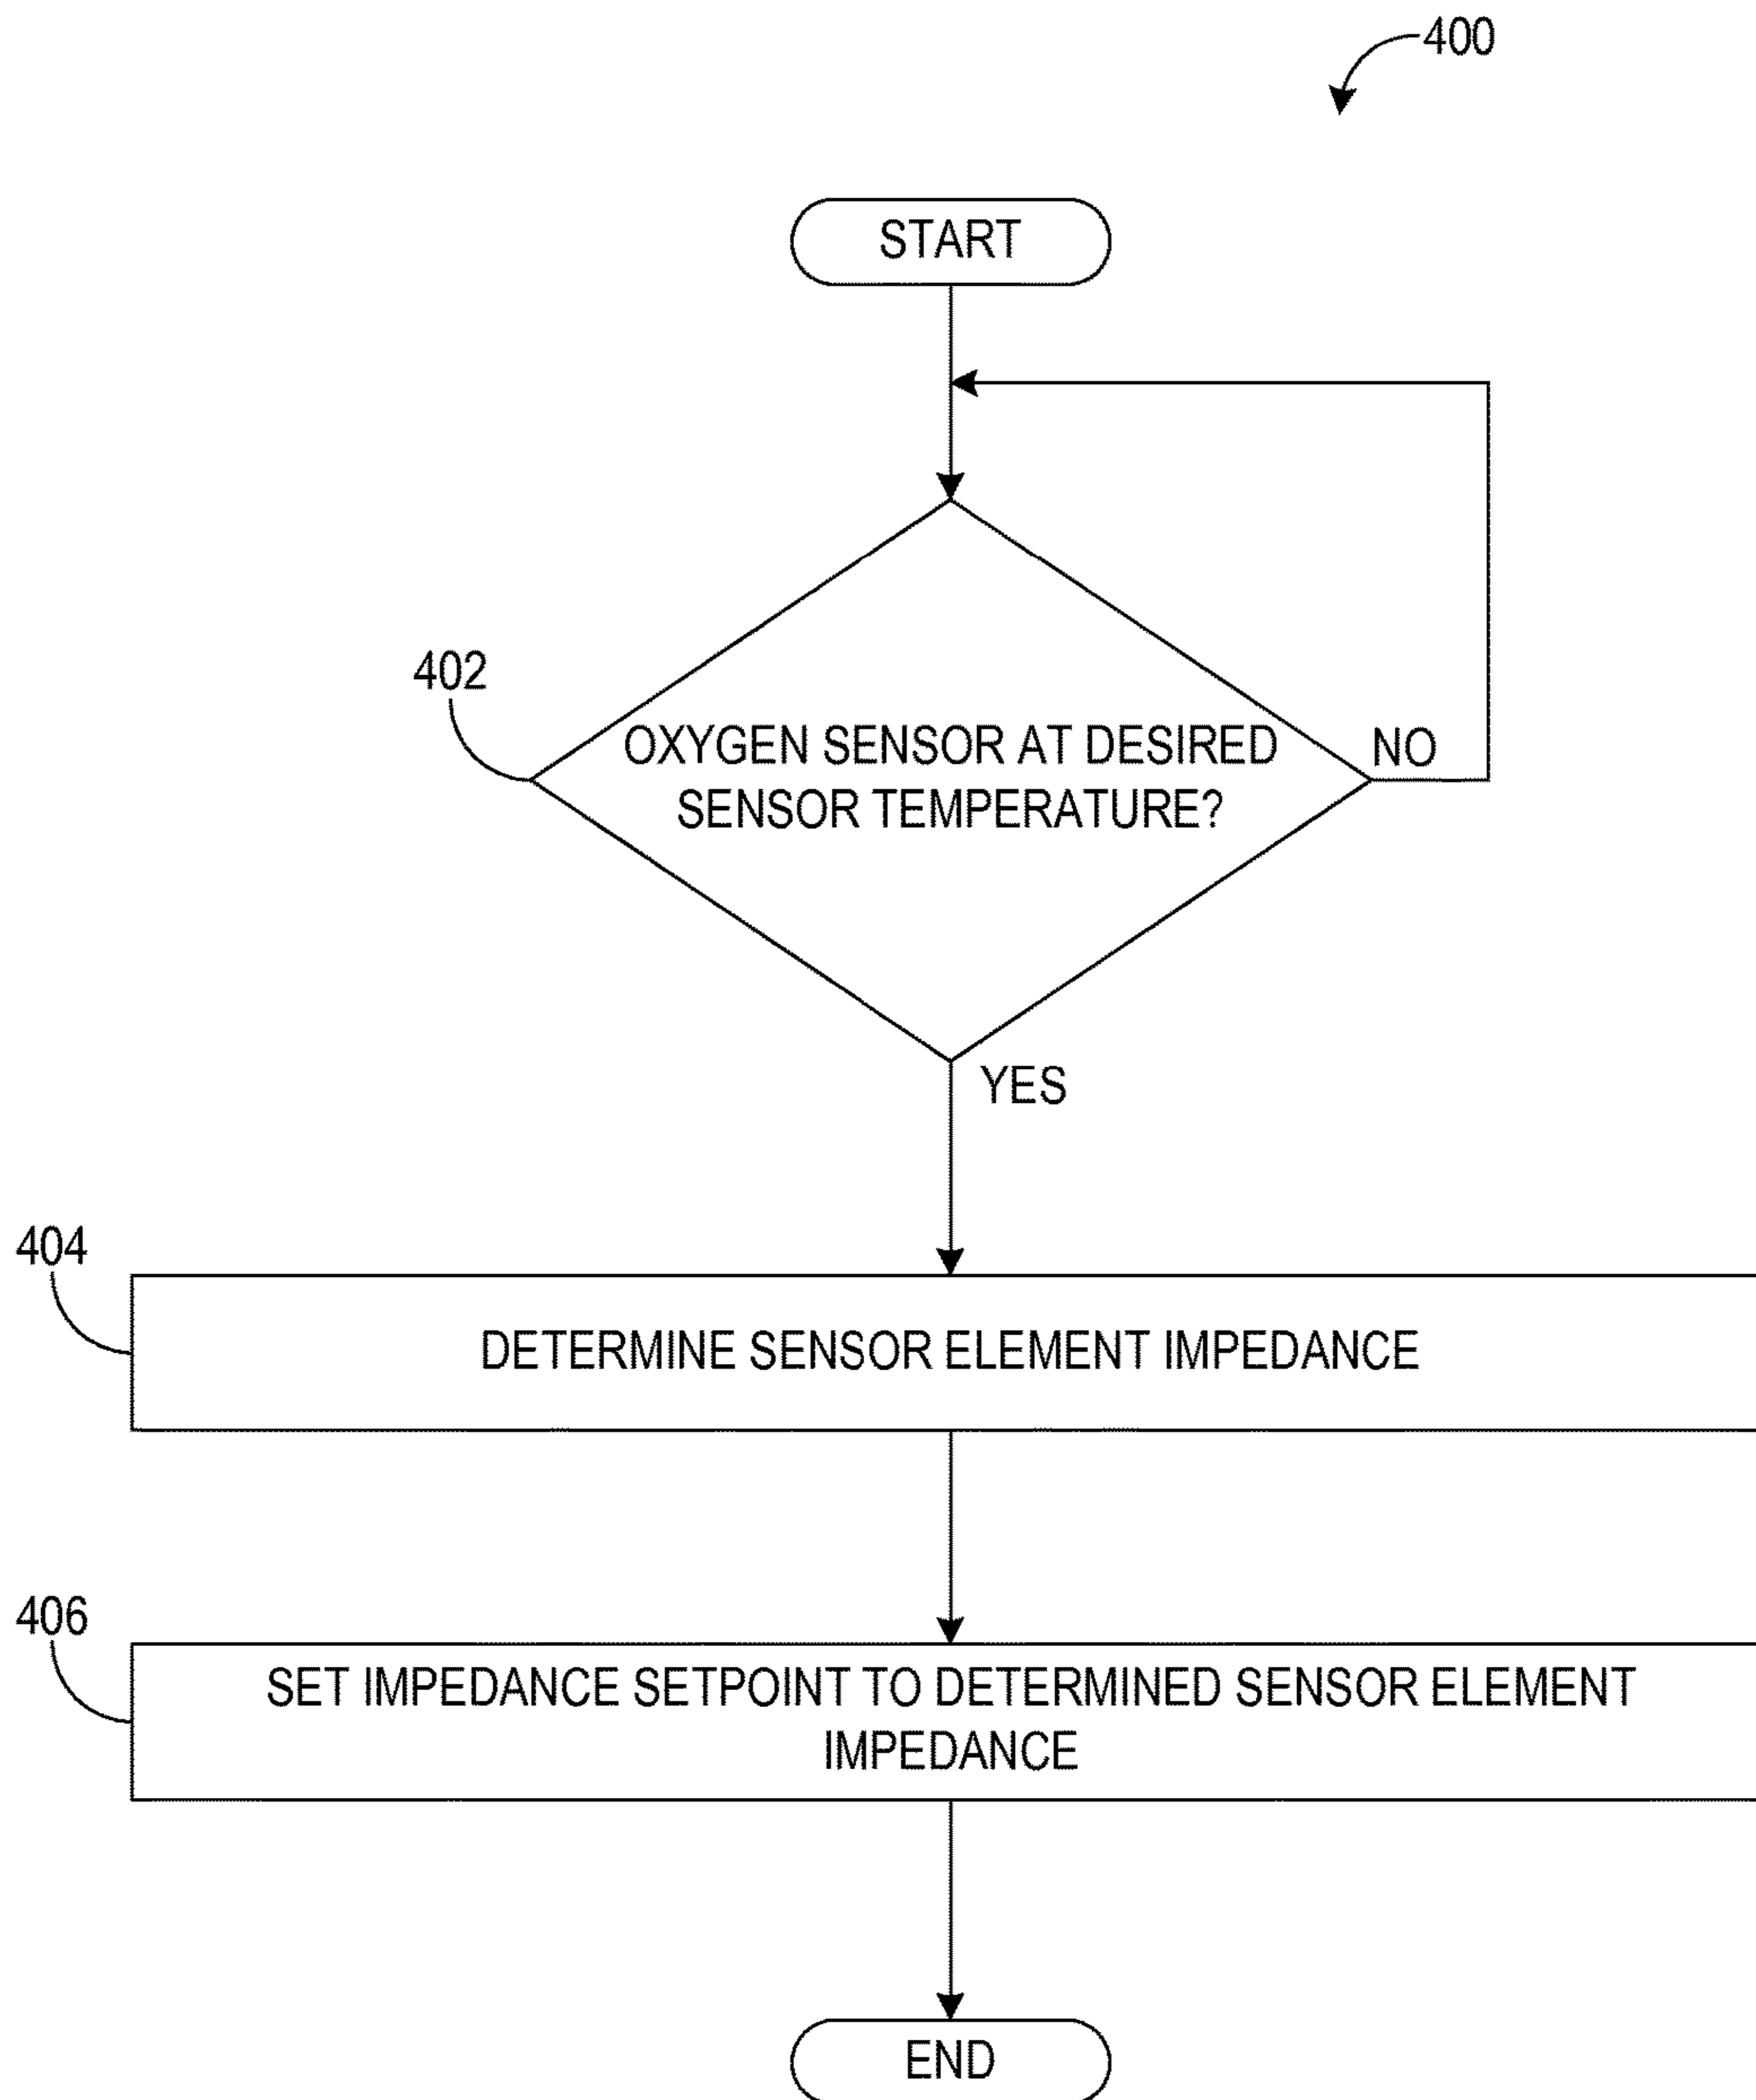 400
START
402
OXYGEN SENSOR AT DESIRED
SENSOR TEMPERATURE?
NO
YES
404
DETERMINE SENSOR ELEMENT IMPEDANCE
406
SET IMPEDANCE SETPOINT TO DETERMINED SENSOR ELEMENT
IMPEDANCE
END